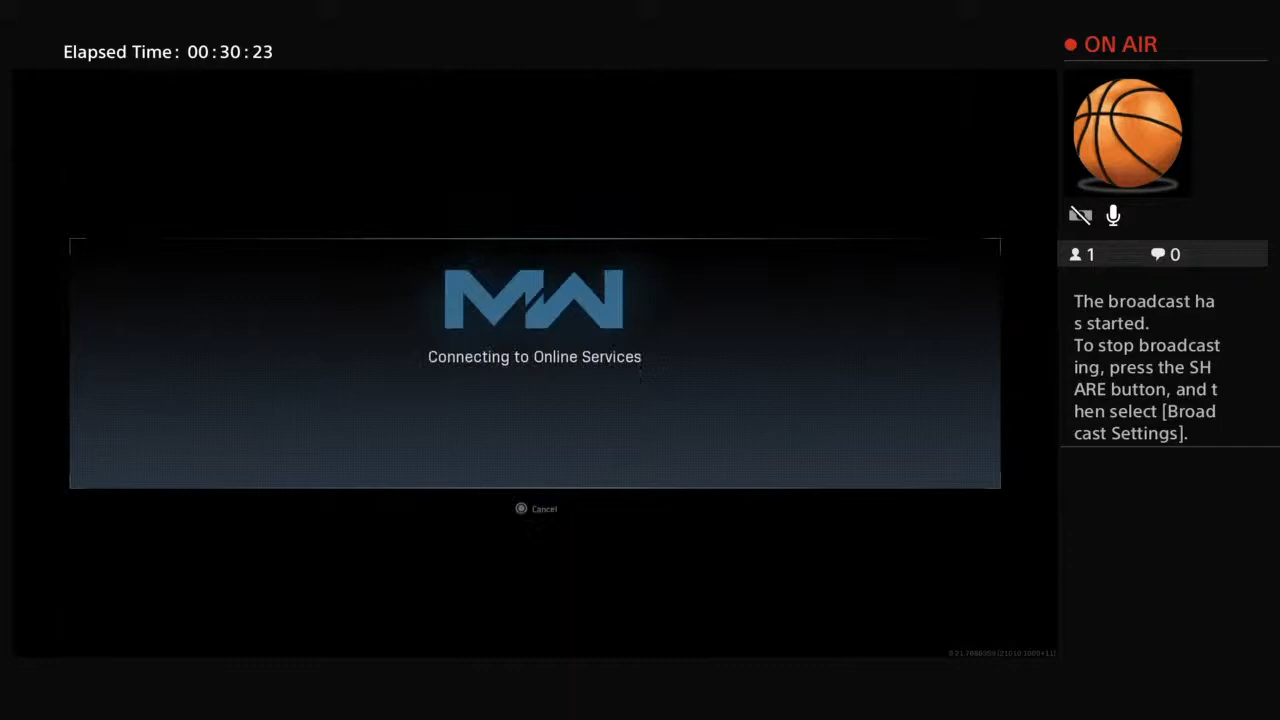 Elapsed Time: 00:30:23
ON AIR
1
0
The broadcast ha
s started.
To stop broadcast
ing, press the SH
ARE button, and t
hen select [Broad
cast Settings].
MW
Connecting to Online Services
Cancel